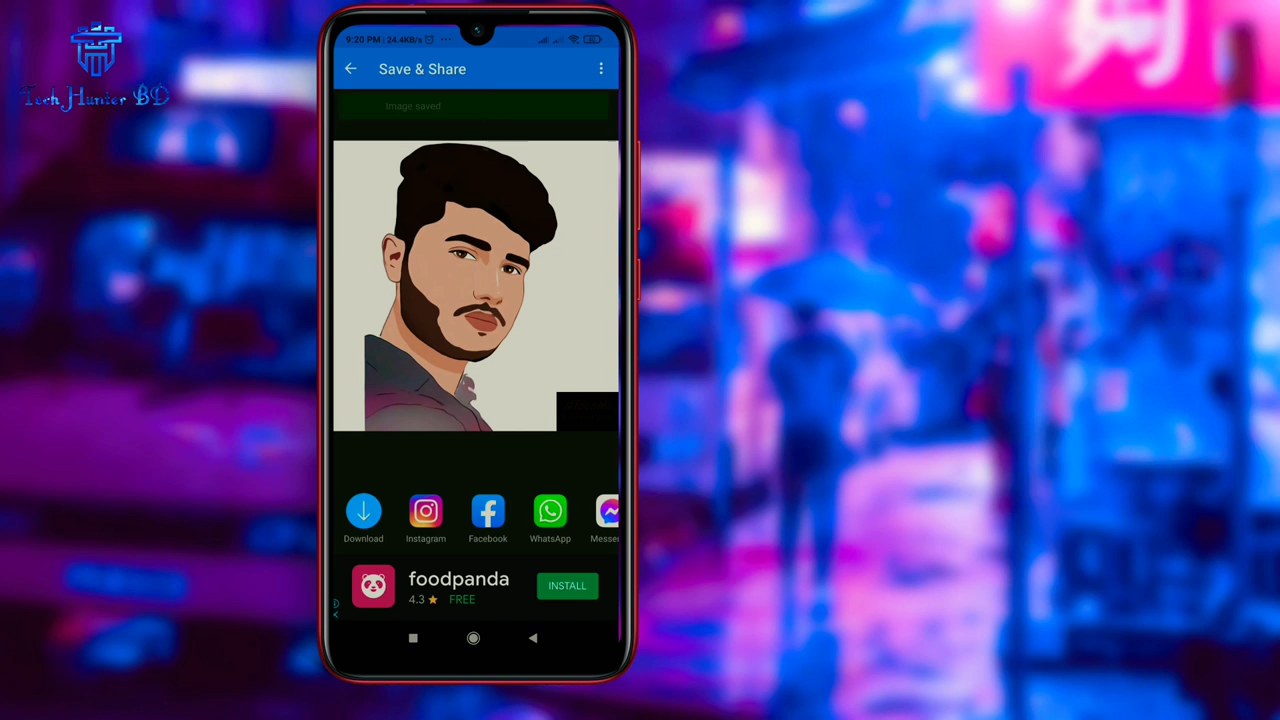 Tech Hunter BD
9:20 PM | 24.4KB/s
Save & Share
Image saved
Download
Instagram
Facebook
WhatsApp
Messen
foodpanda
4.3 ★ FREE
INSTALL